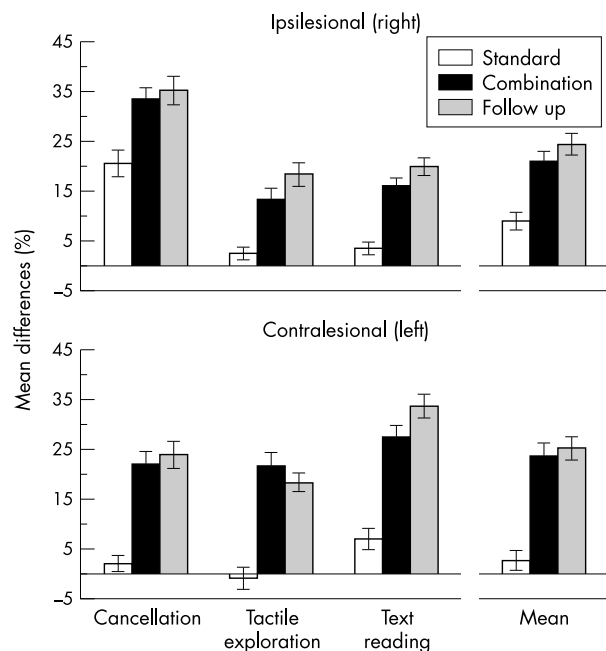 Ipsilesional (right)
45
35
25
15
5
–5
Standard
Combination
Follow up
Mean differences (%)
Contralesional (left)
45
35
25
15
5
–5
Cancellation
Tactile
exploration
Text
reading
Mean